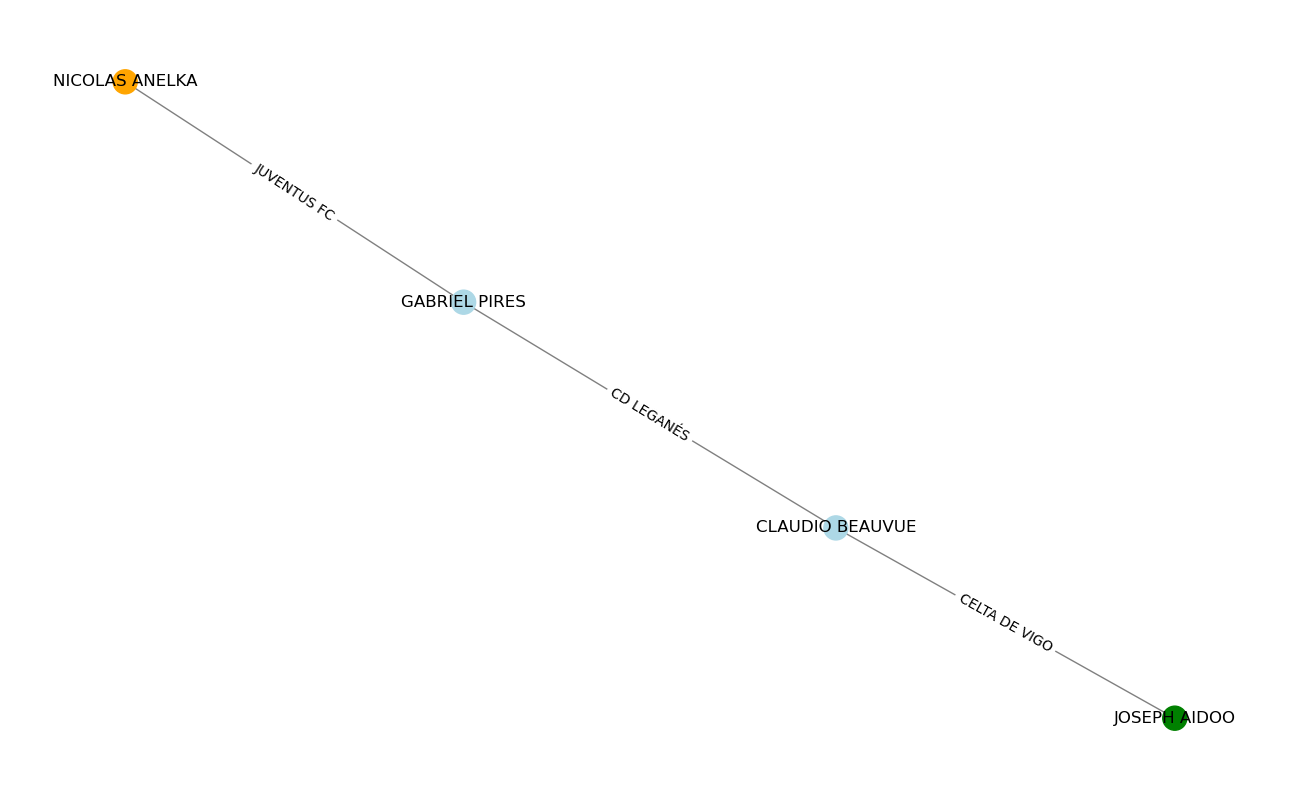 NICOLAS ANELKA
JUVENTUS FC
GABRIEL PIRES
CD LEGANÉS
CLAUDIO BEAUVUE
CELTA DE VIGO
JOSEPH AIDOO